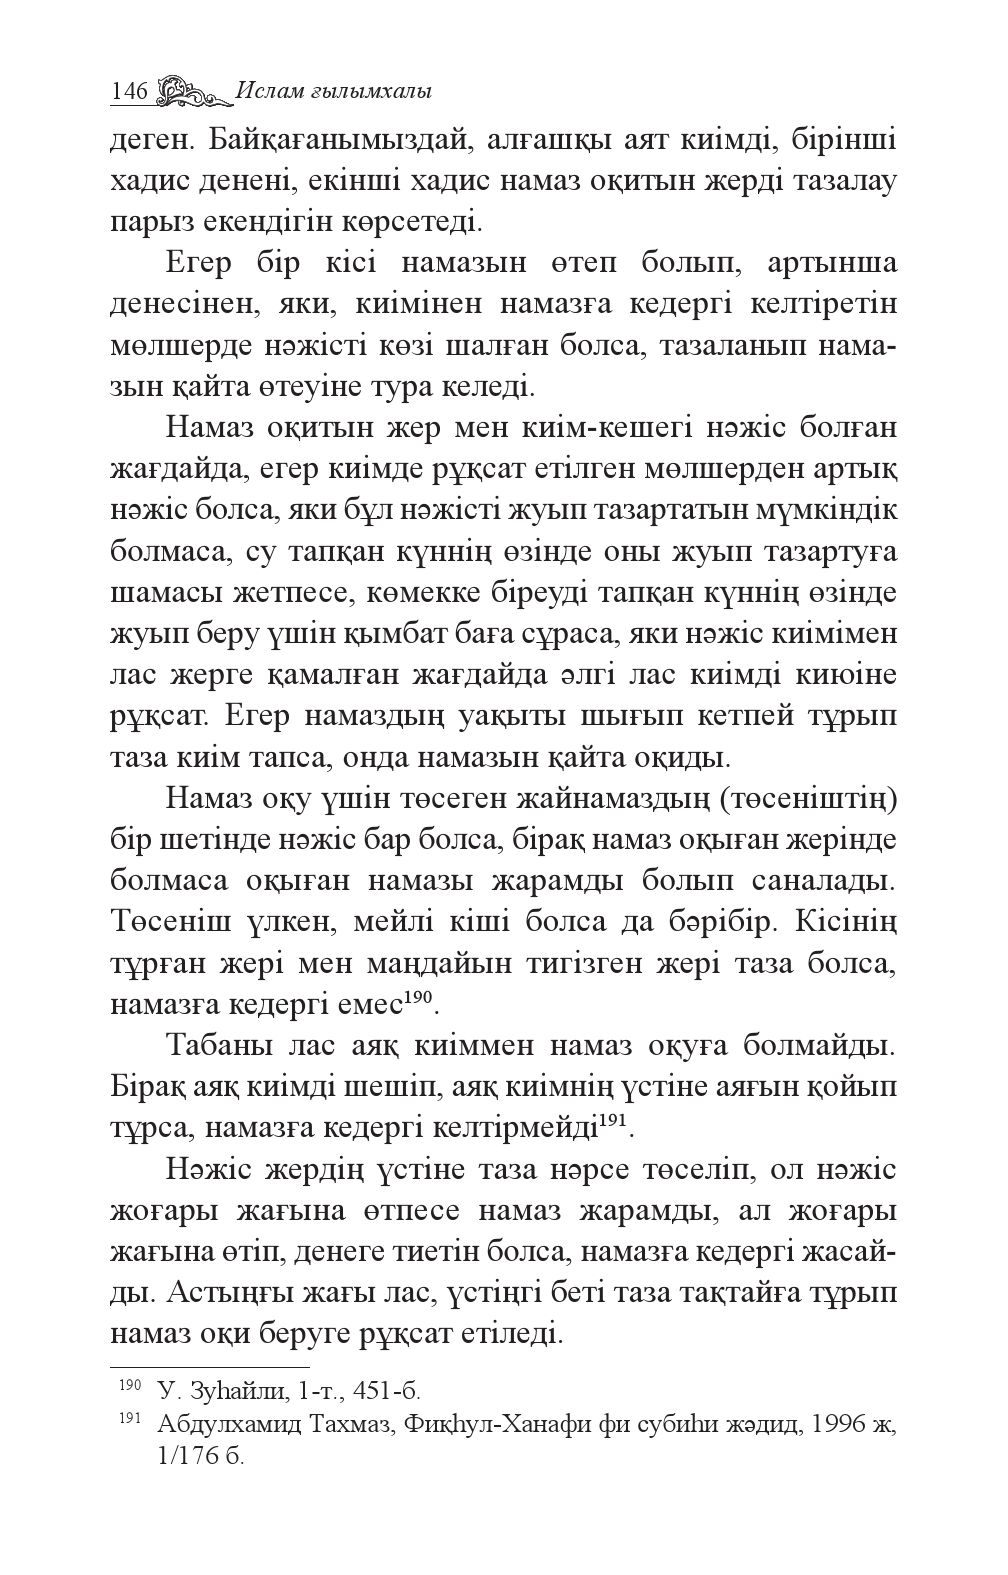 146 Ислам ғылымхалы
деген. Байқағанымыздай, алғашқы аят киімді, бірінші
хадис денені, екінші хадис намаз оқитын жерді тазалау
парыз екендігін көрсетеді.
Егер бір кісі намазын өтеп болып, артынша
денесінен, яки, киімінен намазға кедергі келтіретін
мөлшерде нәжісті көзі шалған болса, тазаланып нама-
зын қайта өтеуіне тура келеді.
Намаз оқитын жер мен киім-кешегі нәжіс болған
жағдайда, егер киімде рұқсат етілген мөлшерден артық
нәжіс болса, яки бұл нәжісті жуып тазартатын мүмкіндік
болмаса, су тапқан күннің өзінде оны жуып тазартуға
шамасы жетпесе, көмекке біреуді тапқан күннің өзінде
жуып беру үшін қымбат баға сұраса, яки нәжіс киімімен
лас жерге қамалған жағдайда әлгі лас киімді киюіне
рұқсат. Егер намаздың уақыты шығып кетпей тұрып
таза киім тапса, онда намазын қайта оқиды.
Намаз оқу үшін төсеген жайнамаздың (төсеніштің)
бір шетінде нәжіс бар болса, бірақ намаз оқыған жерінде
болмаса оқыған намазы жарамды болып саналады.
Төсеніш үлкен, мейлі кіші болса да бәрібір. Кісінің
тұрған жері мен маңдайын тигізген жері таза болса,
намазға кедергі емес¹⁹⁰.
Табаны лас аяқ киіммен намаз оқуға болмайды.
Бірақ аяқ киімді шешіп, аяқ киімнің үстіне аяғын қойып
тұрса, намазға кедергі келтірмейді¹⁹¹.
Нәжіс жердің үстіне таза нәрсе төселіп, ол нәжіс
жоғары жағына өтпесе намаз жарамды, ал жоғары
жағына өтіп, денеге тиетін болса, намазға кедергі жасай-
ды. Астыңғы жағы лас, үстіңгі беті таза тақтайға тұрып
намаз оқи беруге рұқсат етіледі.
¹⁹⁰ У. Зуһайли, 1-т., 451-б.
¹⁹¹ Абдулхамид Тахмаз, Фиқһул-Ханафи фи субиһи жәдид, 1996 ж,
1/176 б.